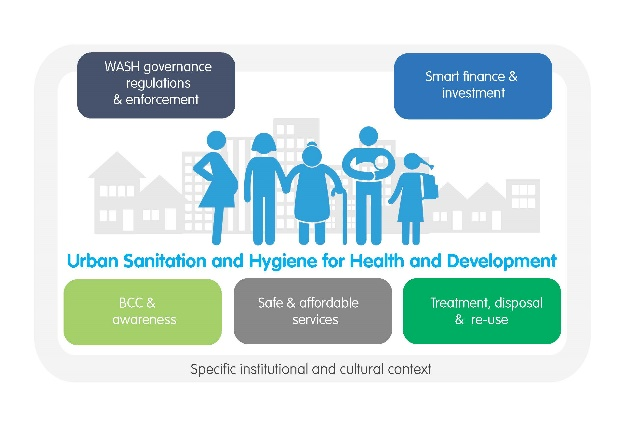 WASH governance
regulations
& enforcement
Smart finance &
investment
Urban Sanitation and Hygiene for Health and Development
BCC &
awareness
Safe & affordable
services
Treatment, disposal
& re-use
Specific institutional and cultural context